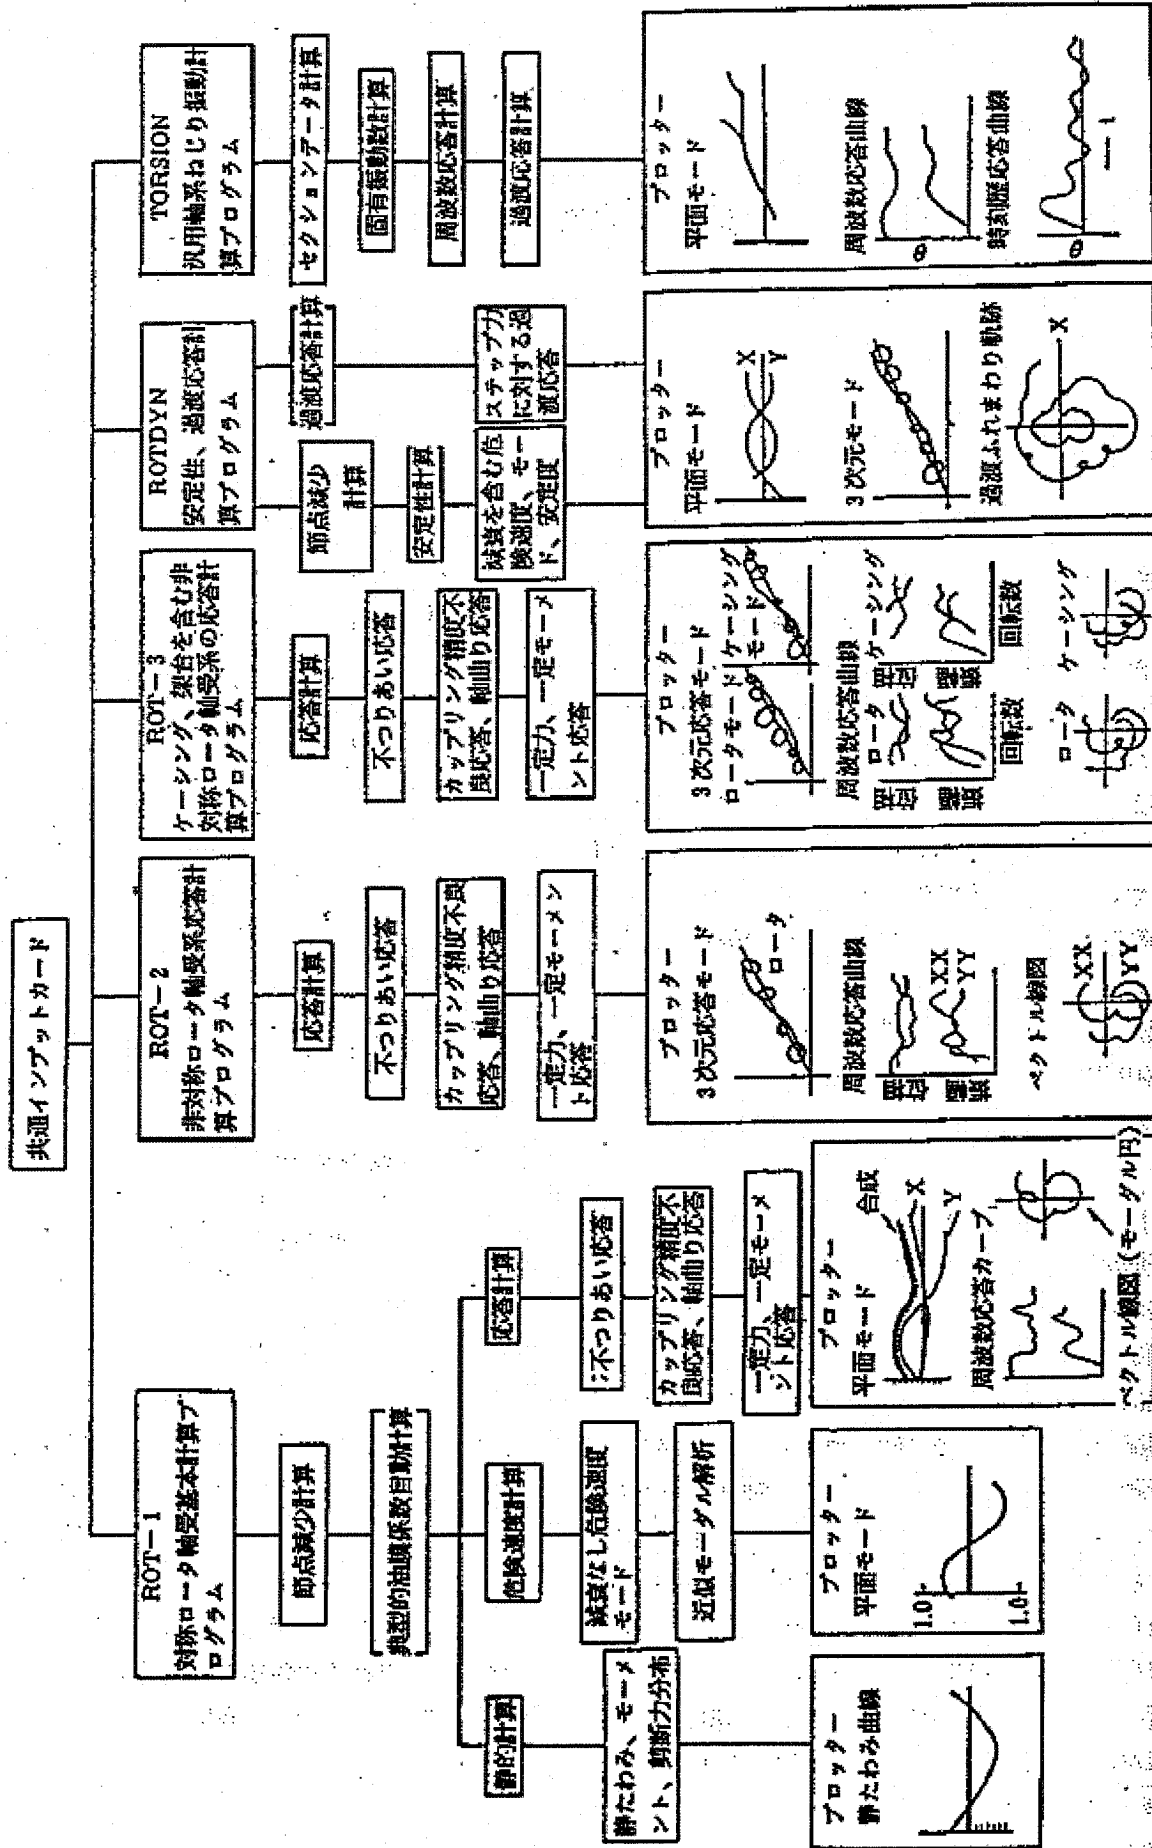 共通インプットカード
ROT-1
対称ロータ軸受基本計算プ
ログラム
節点減少計算
典型的油膜係数自動計算
静的計算
静たわみ、モーメ
ント、剪断力分布
プロッター
静たわみ曲線
危険速度計算
減衰なし危険速度
モード
近似モーダル解析
プロッター
平面モード
1.0
1.0
応答計算
不つりあい応答
カップリング精度不
良応答、軸曲り応答
一定力、一定モーメ
ント応答
プロッター
平面モード
合成
X
Y
周波数応答カーブ
ベクトル線図(モーダル円)
ROT-2
非対称ロータ軸受系応答計
算プログラム
応答計算
不つりあい応答
カップリング精度不良
応答、軸曲り応答
一定力、一定モーメン
ト応答
プロッター
3次元応答モード
ロータ
周波数応答曲線
位相
振幅
XX
YY
ベクトル線図
XX
YY
ROT-3
ケーシング、架台を含む非
対称ロータ軸受系の応答計
算プログラム
応答計算
不つりあい応答
カップリング精度不
良応答、軸曲り応答
一定力、一定モーメ
ント応答
プロッター
3次元応答モード
ロータモード
ケーシング
モード
周波数応答曲線
ロータ
ケーシング
位相
位相
振幅
振幅
回転数
回転数
ロータ
ケーシング
ROTDYN
安定性、過渡応答計
算プログラム
節点減少
計算
安定性計算
減衰を含む危
険速度、モー
ド、安定度
過渡応答計算
ステップ力
に対する過
渡応答
プロッター
平面モード
X
Y
3次元モード
過渡ふれまわり軌跡
X
TORSION
汎用軸系ねじり振動計
算プログラム
セクションデータ計算
固有振動数計算
周波数応答計算
過渡応答計算
プロッター
平面モード
周波数応答曲線
θ
時刻歴応答曲線
θ
t